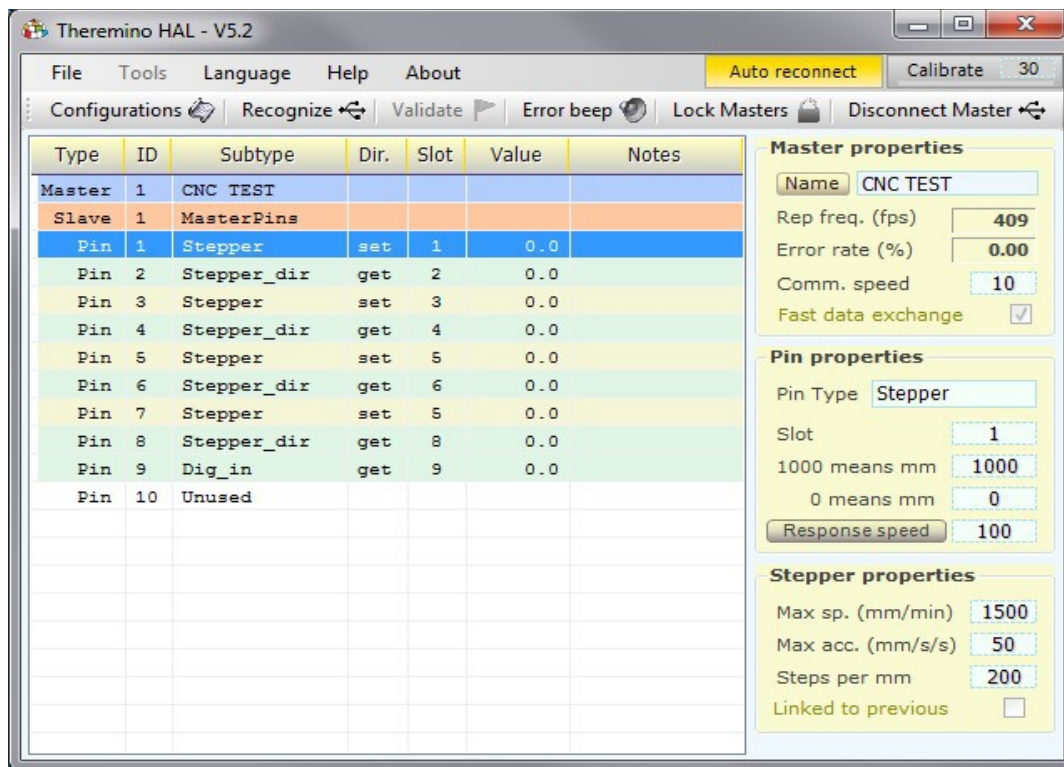 Theremino HAL - V5.2
File Tools Language Help About Auto reconnect Calibrate 30
Configurations Recognize Validate Error beep Lock Masters Disconnect Master
Type ID Subtype Dir. Slot Value Notes
Master 1 CNC TEST
Slave 1 MasterPins
Pin 1 Stepper set 1 0.0
Pin 2 Stepper_dir get 2 0.0
Pin 3 Stepper set 3 0.0
Pin 4 Stepper_dir get 4 0.0
Pin 5 Stepper set 5 0.0
Pin 6 Stepper_dir get 6 0.0
Pin 7 Stepper set 5 0.0
Pin 8 Stepper_dir get 8 0.0
Pin 9 Dig_in get 9 0.0
Pin 10 Unused
Master properties
Name CNC TEST
Rep freq. (fps) 409
Error rate (%) 0.00
Comm. speed 10
Fast data exchange
Pin properties
Pin Type Stepper
Slot 1
1000 means mm 1000
0 means mm 0
Response speed 100
Stepper properties
Max sp. (mm/min) 1500
Max acc. (mm/s/s) 50
Steps per mm 200
Linked to previous